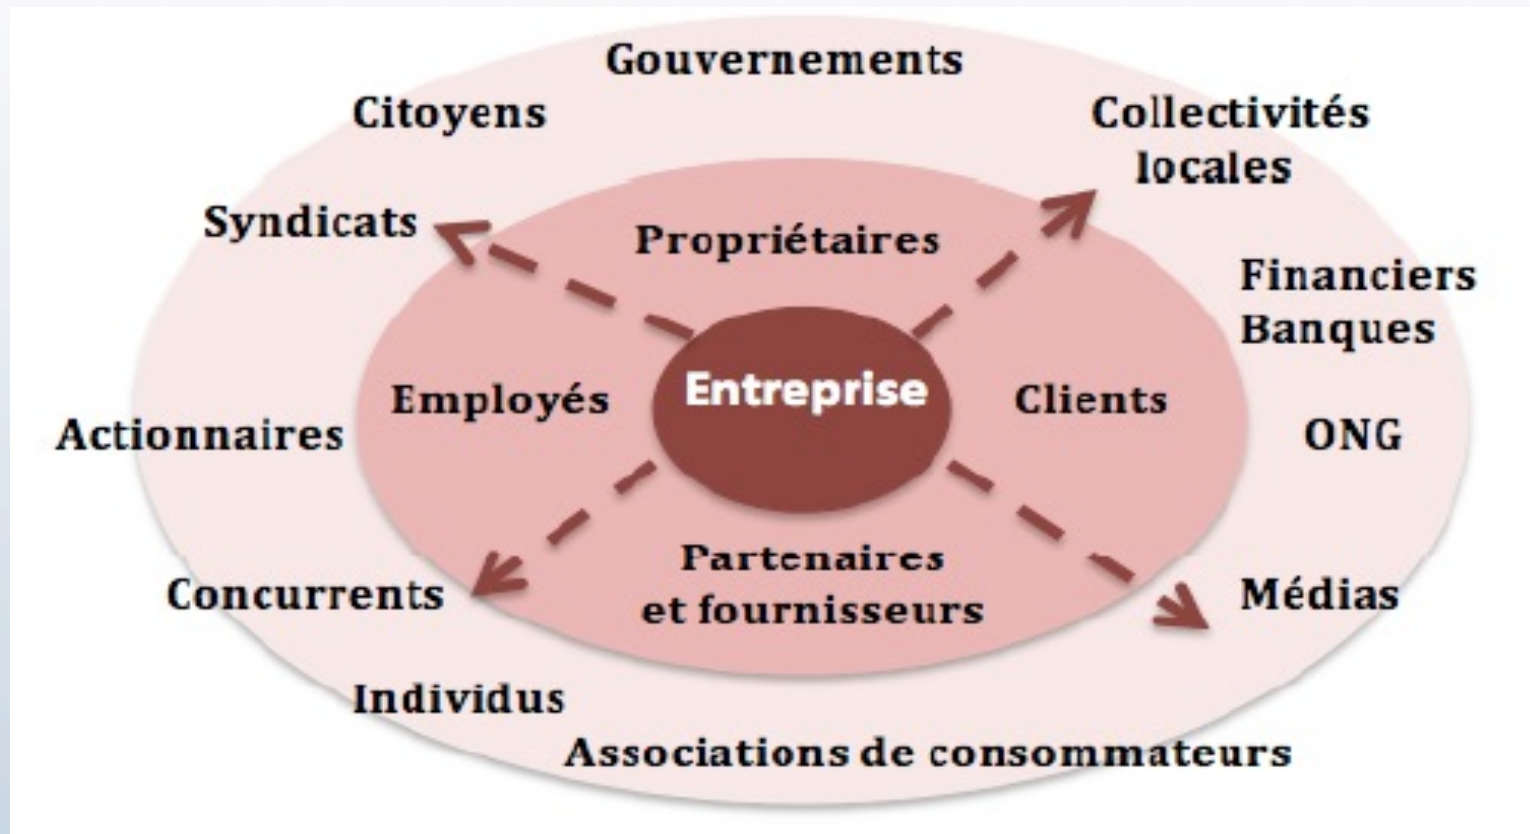 Gouvernements
Citoyens
Collectivités
locales
Syndicats
Propriétaires
Financiers
Banques
Employés
Entreprise
Clients
Actionnaires
ONG
Partenaires
et fournisseurs
Concurrents
Médias
Individus
Associations de consommateurs